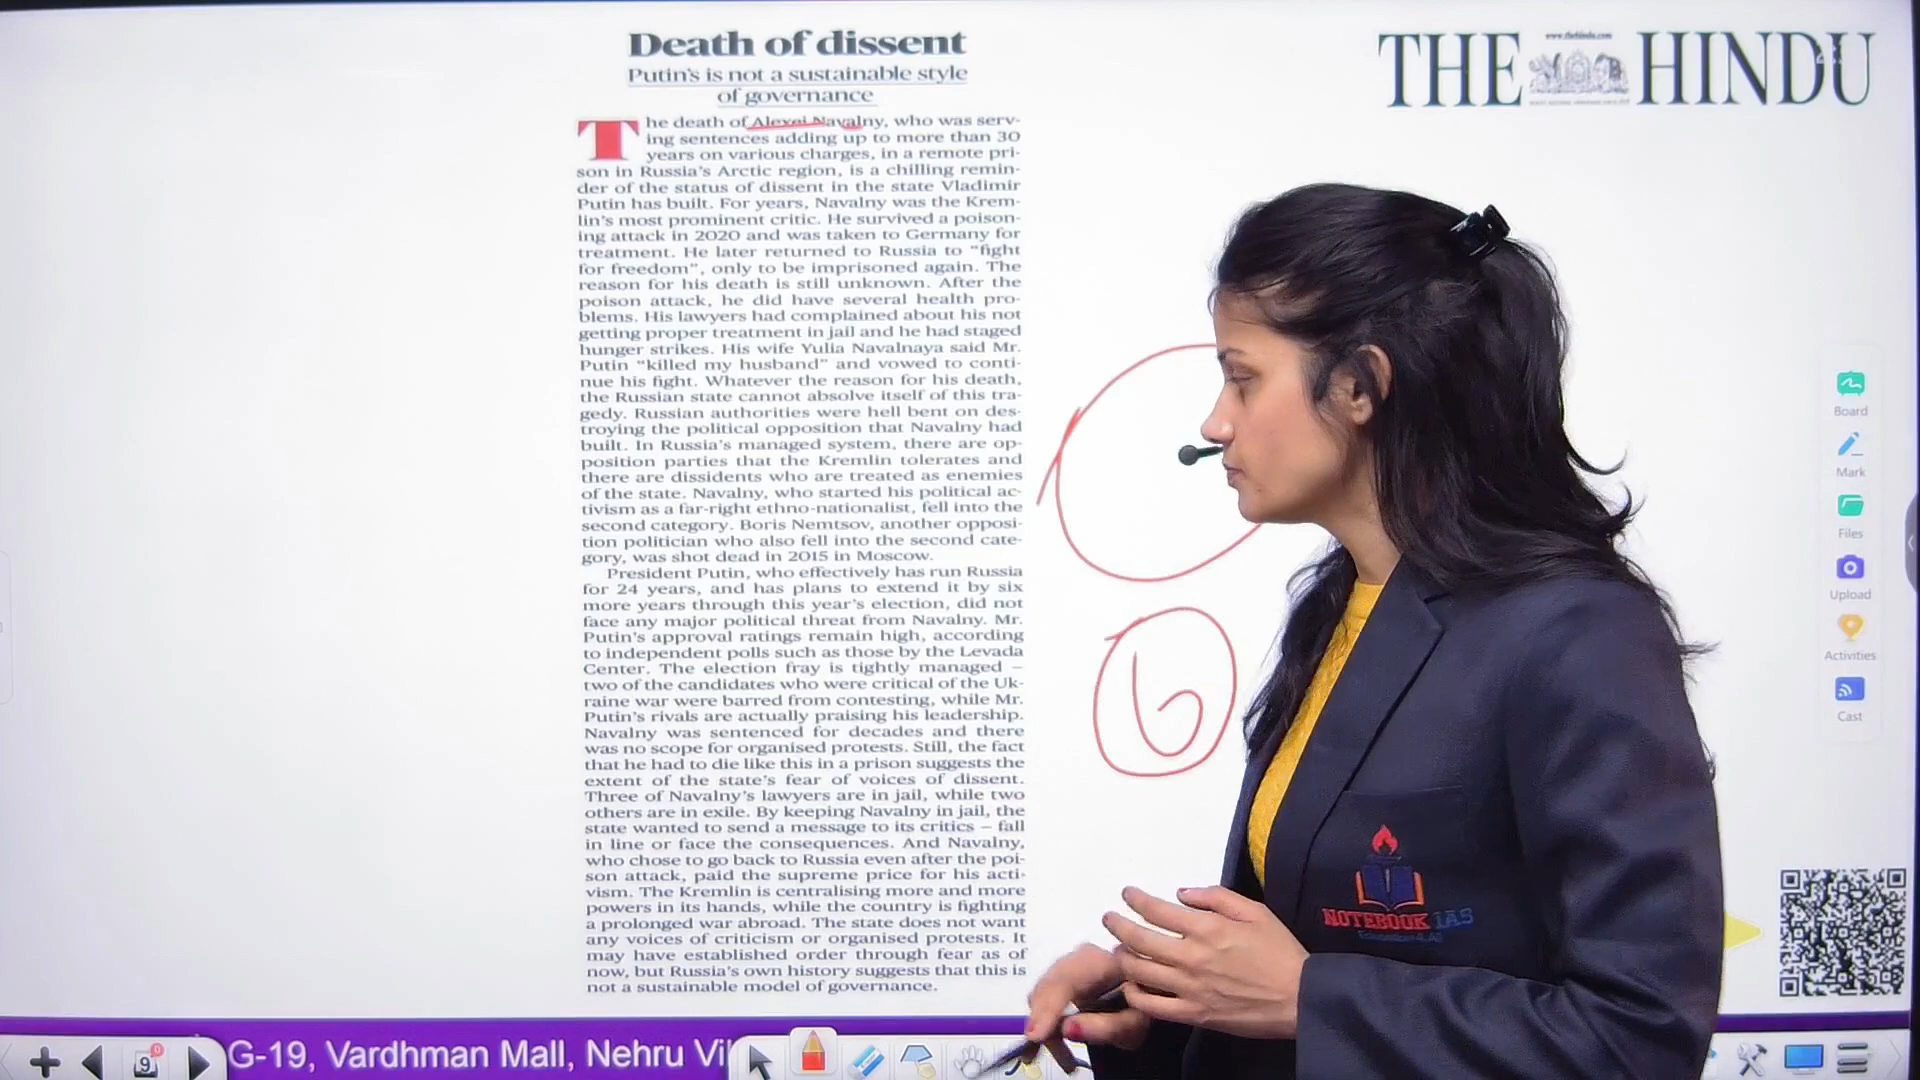 Death of dissent
Putin's is not a sustainable style
of governance
The death of Alexei Navalny, who was serv-
ing sentences adding up to more than 30
years on various charges, in a remote pri-
son in Russia's Arctic region, is a chilling remin-
der of the status of dissent in the state Vladimir
Putin has built. For years, Navalny was the Krem-
lin's most prominent critic. He survived a poison-
ing attack in 2020 and was taken to Germany for
treatment. He later returned to Russia to "fight
for freedom", only to be imprisoned again. The
reason for his death is still unknown. After the
poison attack, he did have several health pro-
blems. His lawyers had complained about his not
getting proper treatment in jail and he had staged
hunger strikes. His wife Yulia Navalnaya said Mr.
Putin "killed my husband" and vowed to conti-
nue his fight. Whatever the reason for his death,
the Russian state cannot absolve itself of this tra-
gedy. Russian authorities were hell bent on des-
troying the political opposition that Navalny had
built. In Russia's managed system, there are op-
position parties that the Kremlin tolerates and
there are dissidents who are treated as enemies
of the state. Navalny, who started his political ac-
tivism as a far-right ethno-nationalist, fell into the
second category. Boris Nemtsov, another opposi-
tion politician who also fell into the second cate-
gory, was shot dead in 2015 in Moscow.
President Putin, who effectively has run Russia
for 24 years, and has plans to extend it by six
more years through this year's election, did not
face any major political threat from Navalny. Mr.
Putin's approval ratings remain high, according
to independent polls such as those by the Levada
Center. The election fray is tightly managed –
two of the candidates who were critical of the Uk-
raine war were barred from contesting, while Mr.
Putin's rivals are actually praising his leadership.
Navalny was sentenced for decades and there
was no scope for organised protests. Still, the fact
that he had to die like this in a prison suggests the
extent of the state's fear of voices of dissent.
Three of Navalny's lawyers are in jail, while two
others are in exile. By keeping Navalny in jail, the
state wanted to send a message to its critics – fall
in line or face the consequences. And Navalny,
who chose to go back to Russia even after the poi-
son attack, paid the supreme price for his acti-
vism. The Kremlin is centralising more and more
powers in its hands, while the country is fighting
a prolonged war abroad. The state does not want
any voices of criticism or organised protests. It
may have established order through fear as of
now, but Russia's own history suggests that this is
not a sustainable model of governance.
www.thehindu.com
THE HINDU
6
Board
Mark
Files
Upload
Activities
Cast
NOTEBOOK IAS
Education 4 All
9
0
G-19, Vardhman Mall, Nehru Vi